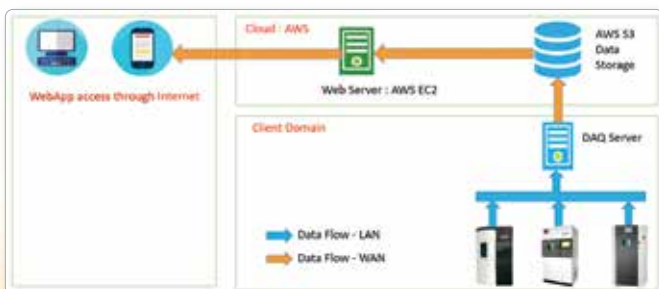 Cloud : AWS
AWS S3
Data
Storage
WebApp access through Internet
Web Server : AWS EC2
Client Domain
DAQ Server
Data Flow - LAN
Data Flow - WAN